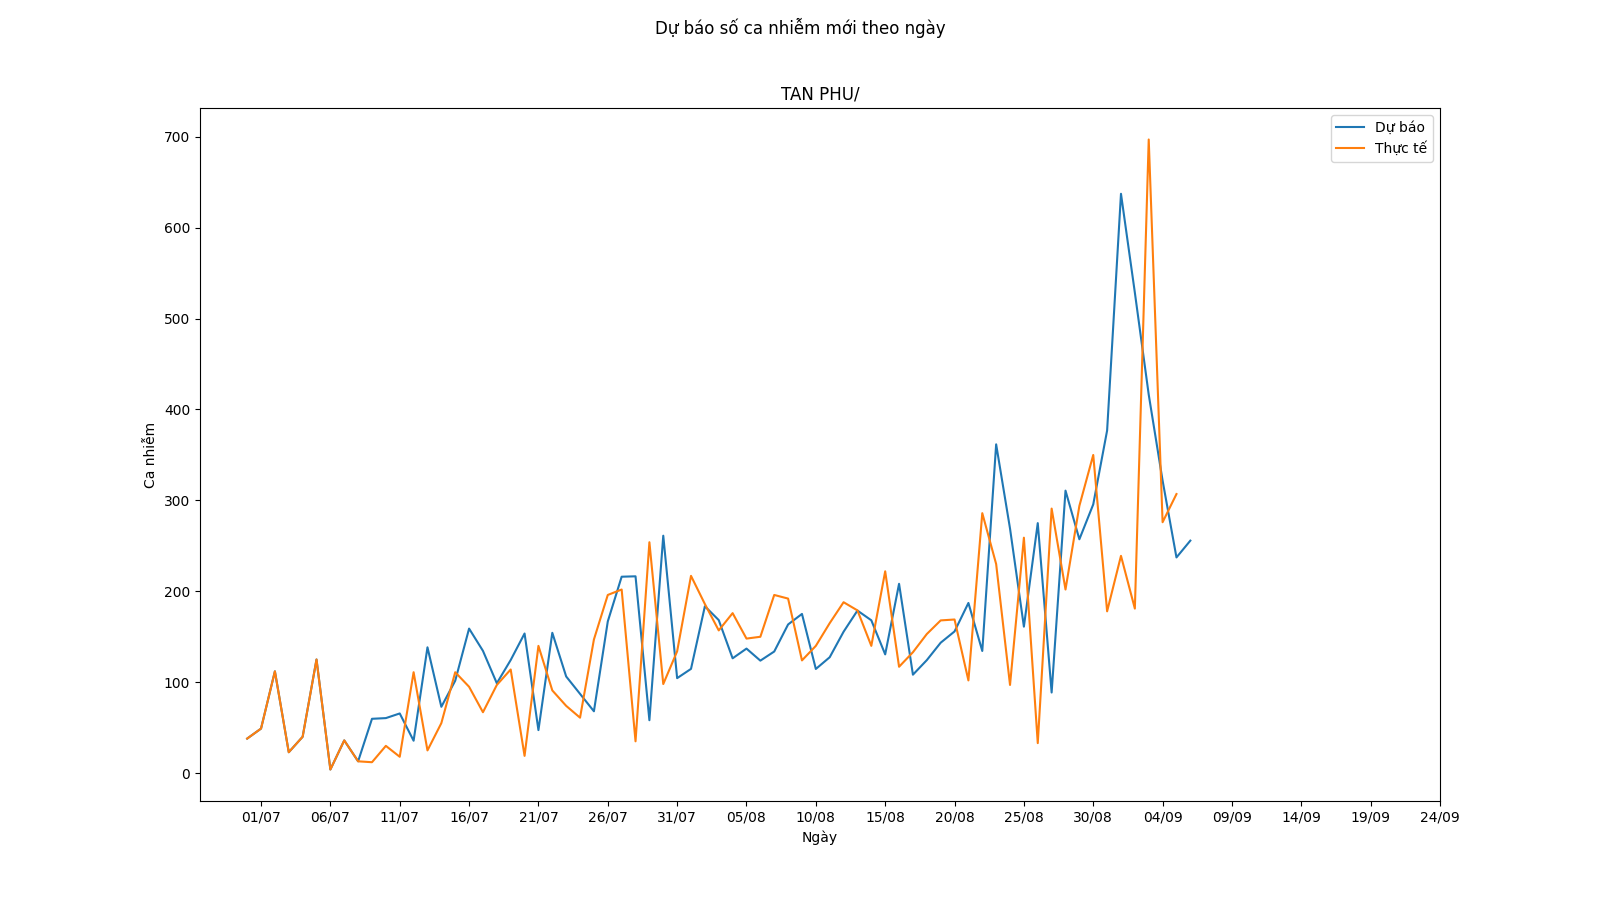 Dự báo số ca nhiễm mới theo ngày
TAN PHU/
Dự báo
Thực tế
700
600
500
400
300
200
100
0
Ca nhiễm
01/07 06/07 11/07 16/07 21/07 26/07 31/07 05/08 10/08 15/08 20/08 25/08 30/08 04/09 09/09 14/09 19/09 24/09
Ngày